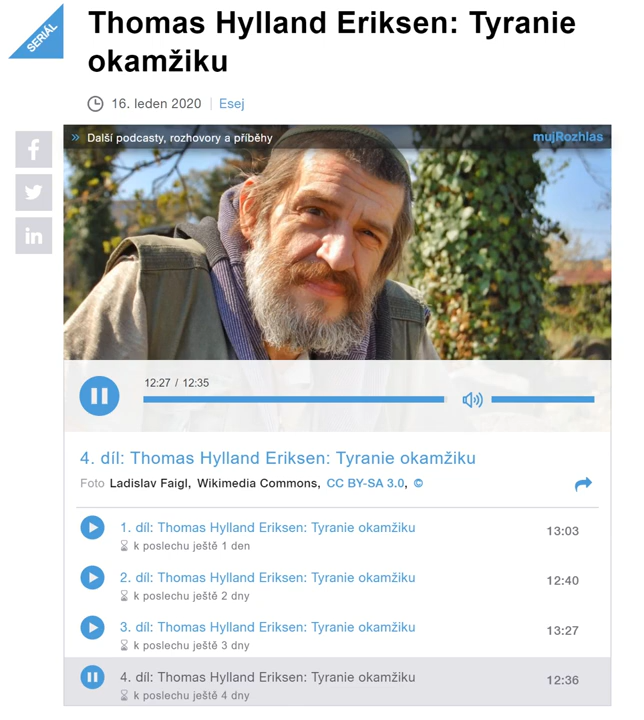 SERIÁL
Thomas Hylland Eriksen: Tyranie
okamžiku
16. leden 2020 | Esej
» Další podcasty, rozhovory a příběhy
mujRozhlas
12:27 / 12:35
4. díl: Thomas Hylland Eriksen: Tyranie okamžiku
Foto Ladislav Faigl, Wikimedia Commons, CC BY-SA 3.0, ©
1. díl: Thomas Hylland Eriksen: Tyranie okamžiku 13:03
k poslechu ještě 1 den
2. díl: Thomas Hylland Eriksen: Tyranie okamžiku 12:40
k poslechu ještě 2 dny
3. díl: Thomas Hylland Eriksen: Tyranie okamžiku 13:27
k poslechu ještě 3 dny
4. díl: Thomas Hylland Eriksen: Tyranie okamžiku 12:36
k poslechu ještě 4 dny